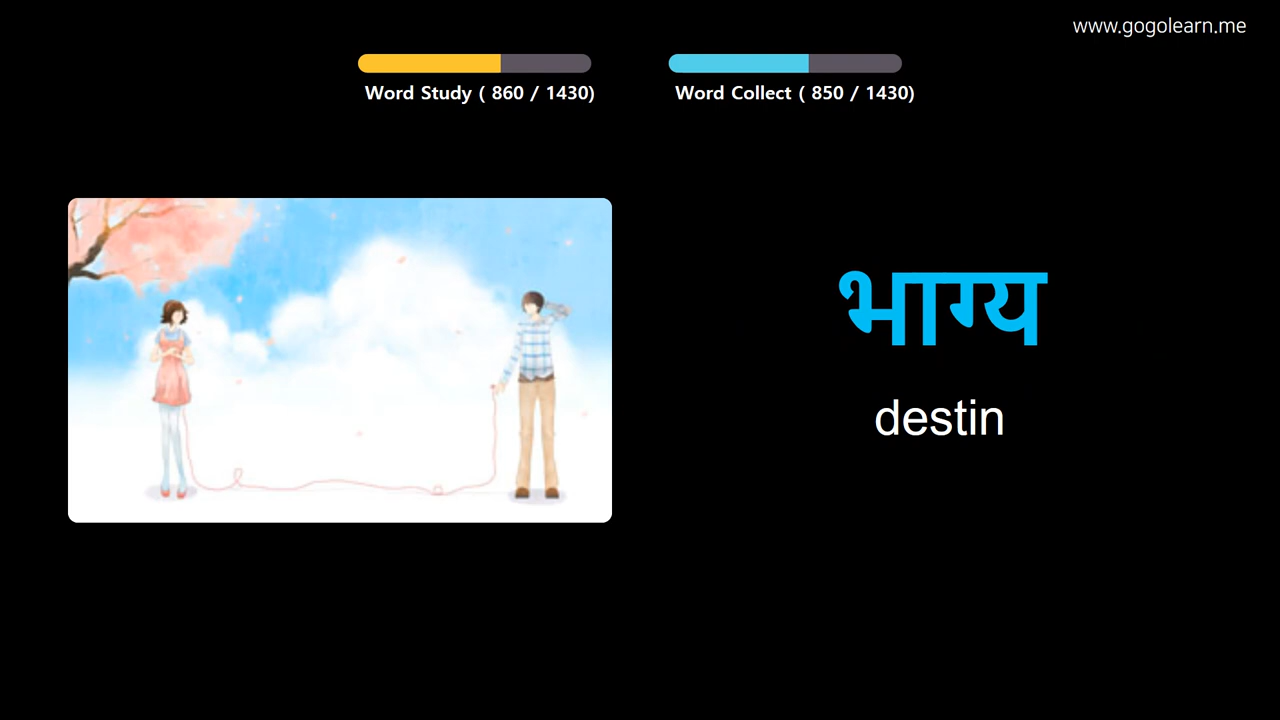 www.gogolearn.me
Word Study ( 860 / 1430)
Word Collect ( 850 / 1430)
भाग्य
destin